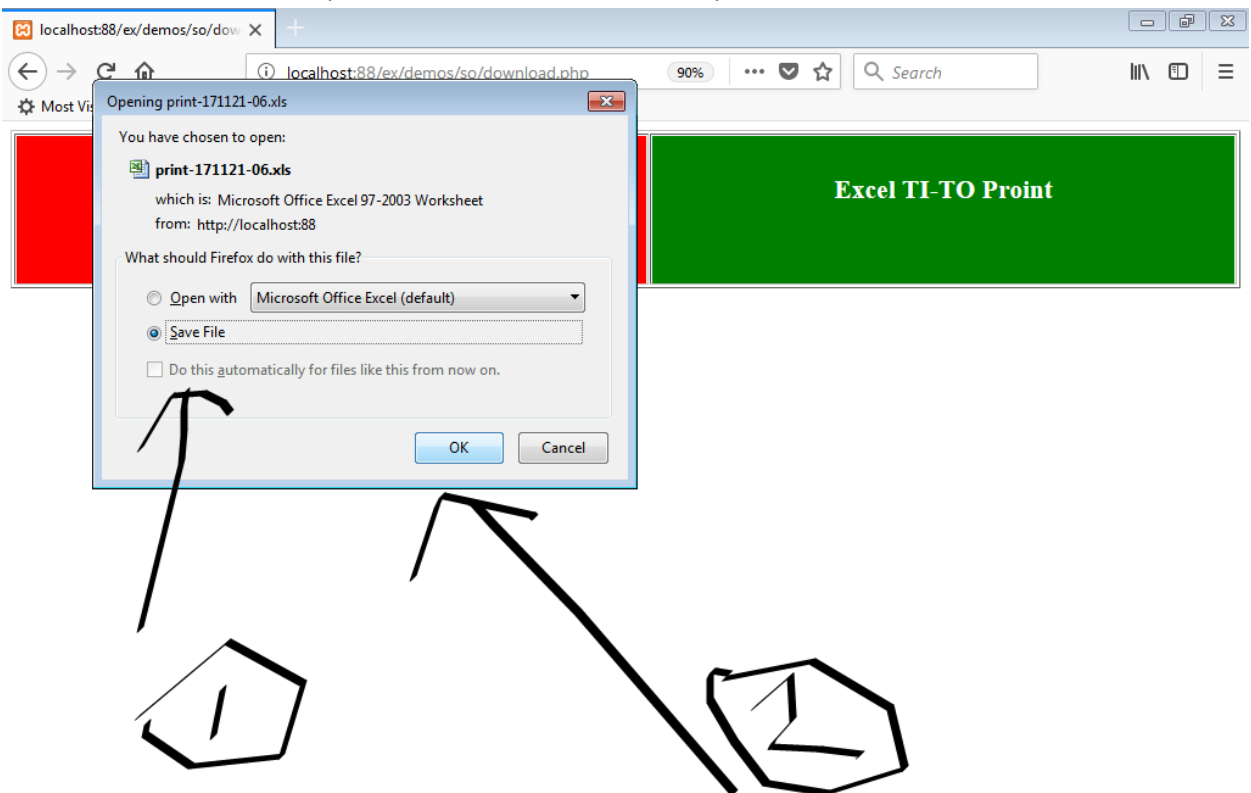 localhost:88/ex/demos/so/dow
localhost:88/ex/demos/so/download.php
90%
Search
Most Vi
Opening print-171121-06.xls
You have chosen to open:
print-171121-06.xls
which is: Microsoft Office Excel 97-2003 Worksheet
from: http://localhost:88
What should Firefox do with this file?
Open with Microsoft Office Excel (default)
Save File
Do this automatically for files like this from now on.
OK Cancel
Excel TI-TO Proint
1
2